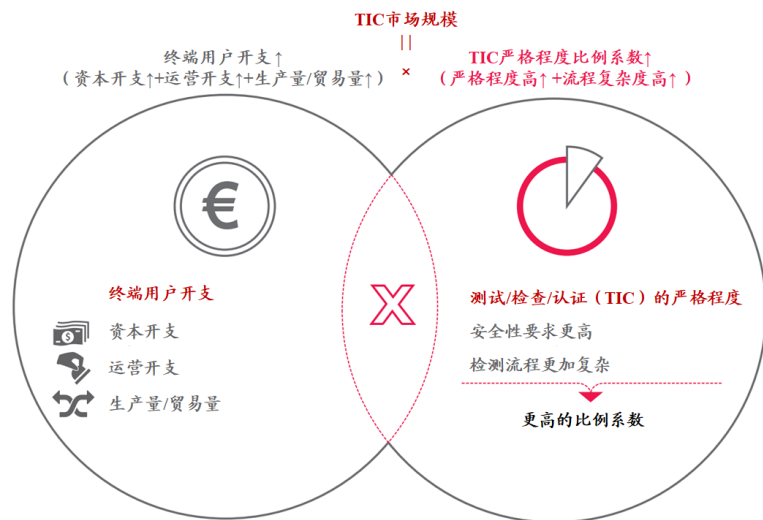 TIC市场规模
||
终端用户开支↑
（资本开支↑+运营开支↑+生产量/贸易量↑）
×
TIC严格程度比例系数↑
（严格程度高↑+流程复杂度高↑）
€
X
终端用户开支
$
资本开支
运营开支
生产量/贸易量
测试/检查/认证（TIC）的严格程度
安全性要求更高
检测流程更加复杂
更高的比例系数